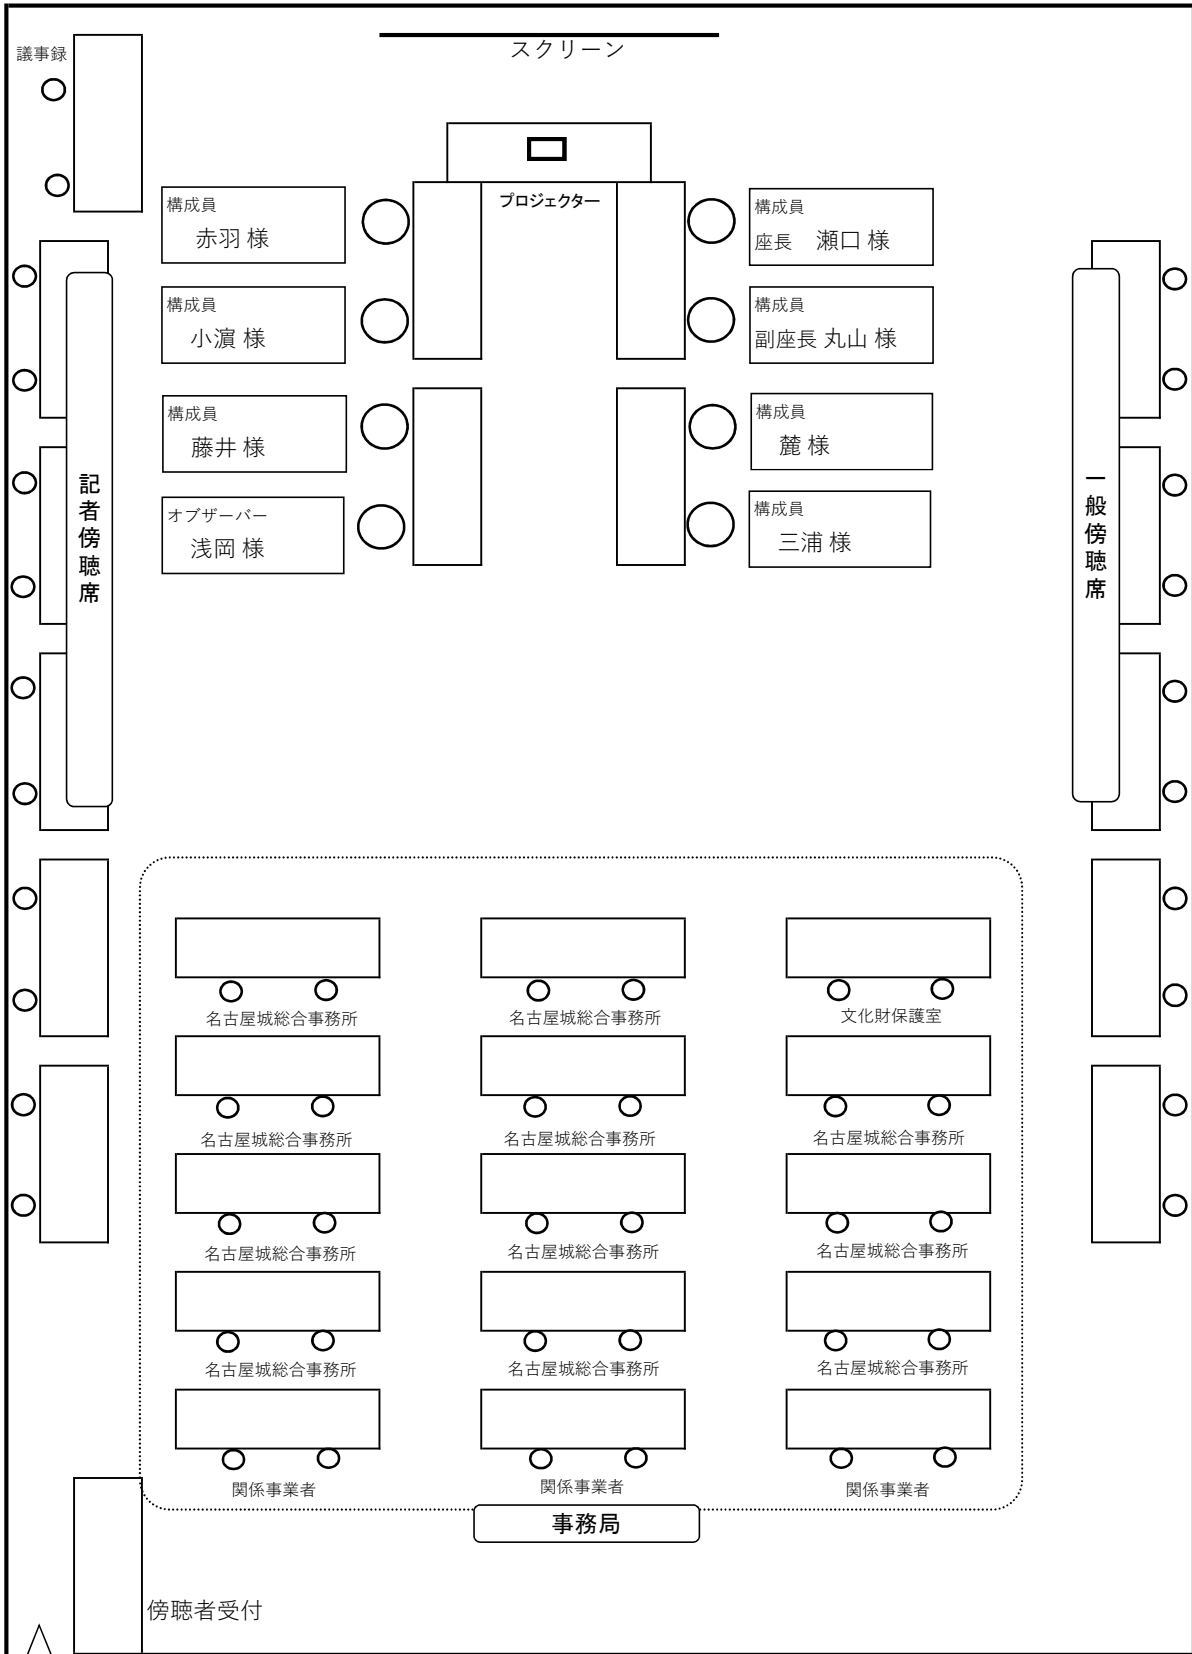 スクリーン
議事録
プロジェクター
構成員
赤羽 様
構成員
座長 瀬口 様
構成員
小濵 様
構成員
副座長 丸山 様
構成員
藤井 様
構成員
麓 様
オブザーバー
浅岡 様
構成員
三浦 様
記者傍聴席
一般傍聴席
名古屋城総合事務所
名古屋城総合事務所
文化財保護室
名古屋城総合事務所
名古屋城総合事務所
名古屋城総合事務所
名古屋城総合事務所
名古屋城総合事務所
名古屋城総合事務所
名古屋城総合事務所
名古屋城総合事務所
名古屋城総合事務所
関係事業者
関係事業者
関係事業者
事務局
傍聴者受付